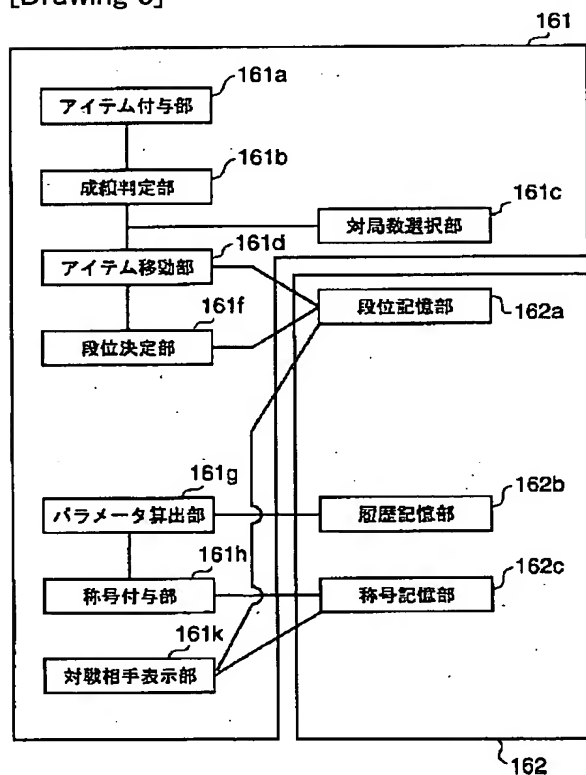 161
161a
アイテム付与部
161b
成績判定部
161c
対局数選択部
161d
アイテム移動部
161f
段位記憶部
162a
段位決定部
161g
162b
パラメータ算出部
履歴記憶部
161h
162c
称号付与部
称号記憶部
161k
対戦相手表示部
162